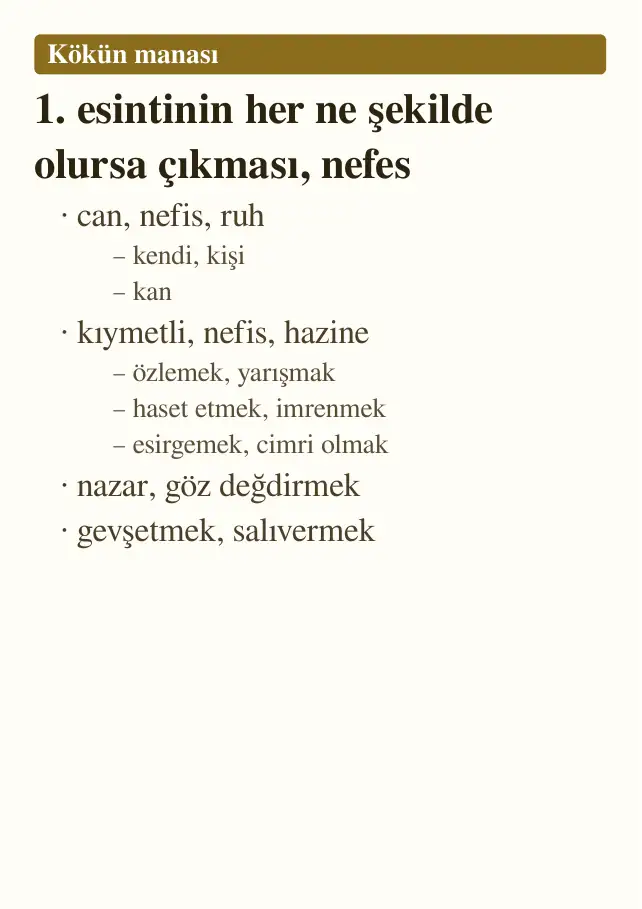 Kökün manası
1. esintinin her ne şekilde
olursa çıkması, nefes
· can, nefis, ruh
– kendi, kişi
– kan
· kıymetli, nefis, hazine
– özlemek, yarışmak
– haset etmek, imrenmek
– esirgemek, cimri olmak
· nazar, göz değdirmek
· gevşetmek, salıvermek